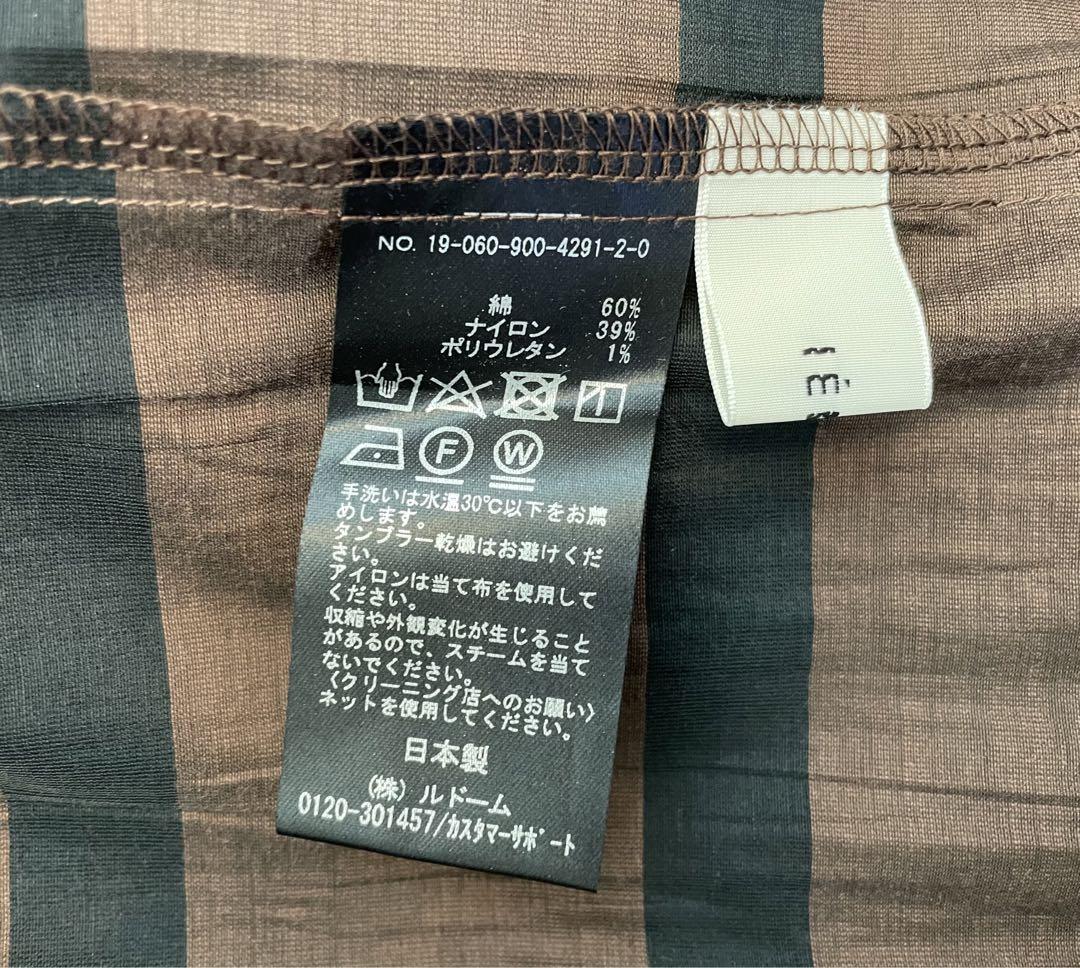 NO. 19-060-900-4291-2-0
綿 60%
ナイロン 39%
ポリウレタン 1%
F W
手洗いは水温30℃以下をお薦
めします。
タンブラー乾燥はお避けくだ
さい。
アイロンは当て布を使用して
ください。
収縮や外観変化が生じること
があるので、スチームを当て
ないでください。
〈クリーニング店へのお願い〉
ネットを使用してください。
日本製
(株) ルドーム
0120-301457/カスタマーサポート